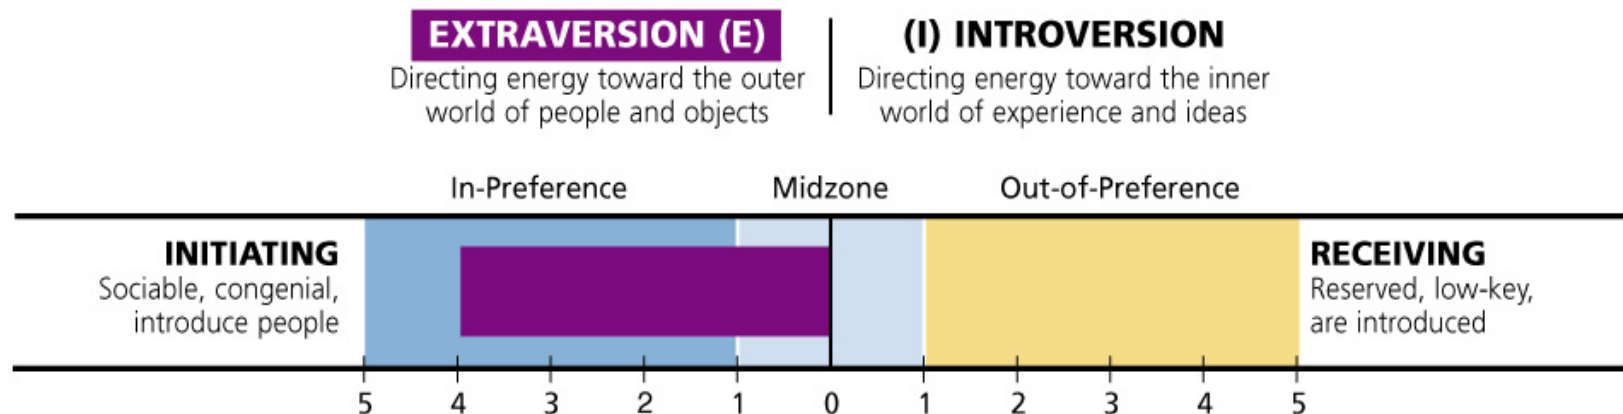 EXTRAVERSION (E)
Directing energy toward the outer
world of people and objects
(I) INTROVERSION
Directing energy toward the inner
world of experience and ideas
In-Preference
Midzone
Out-of-Preference
INITIATING
Sociable, congenial,
introduce people
RECEIVING
Reserved, low-key,
are introduced
5 4 3 2 1 0 1 2 3 4 5